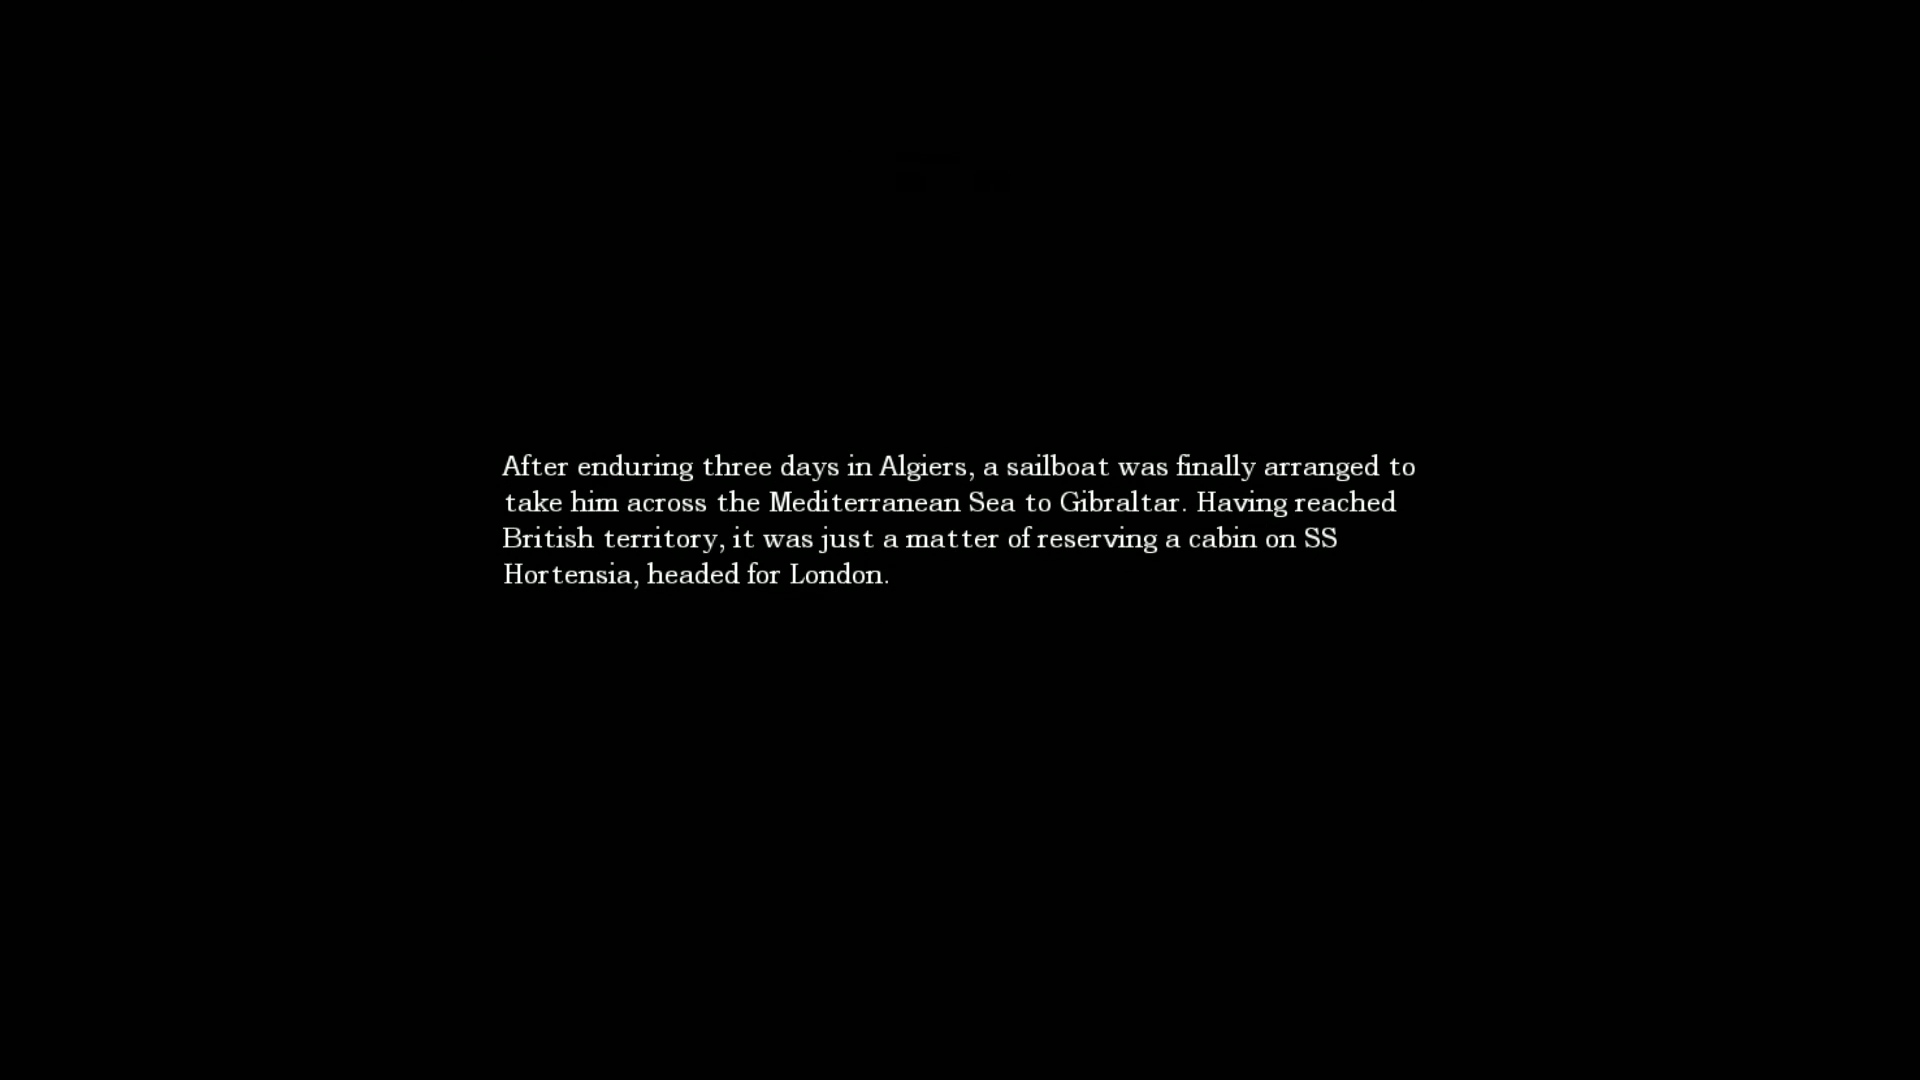 After enduring three days in Algiers, a sailboat was finally arranged to
take him across the Mediterranean Sea to Gibraltar. Having reached
British territory, it was just a matter of reserving a cabin on SS
Hortensia, headed for London.